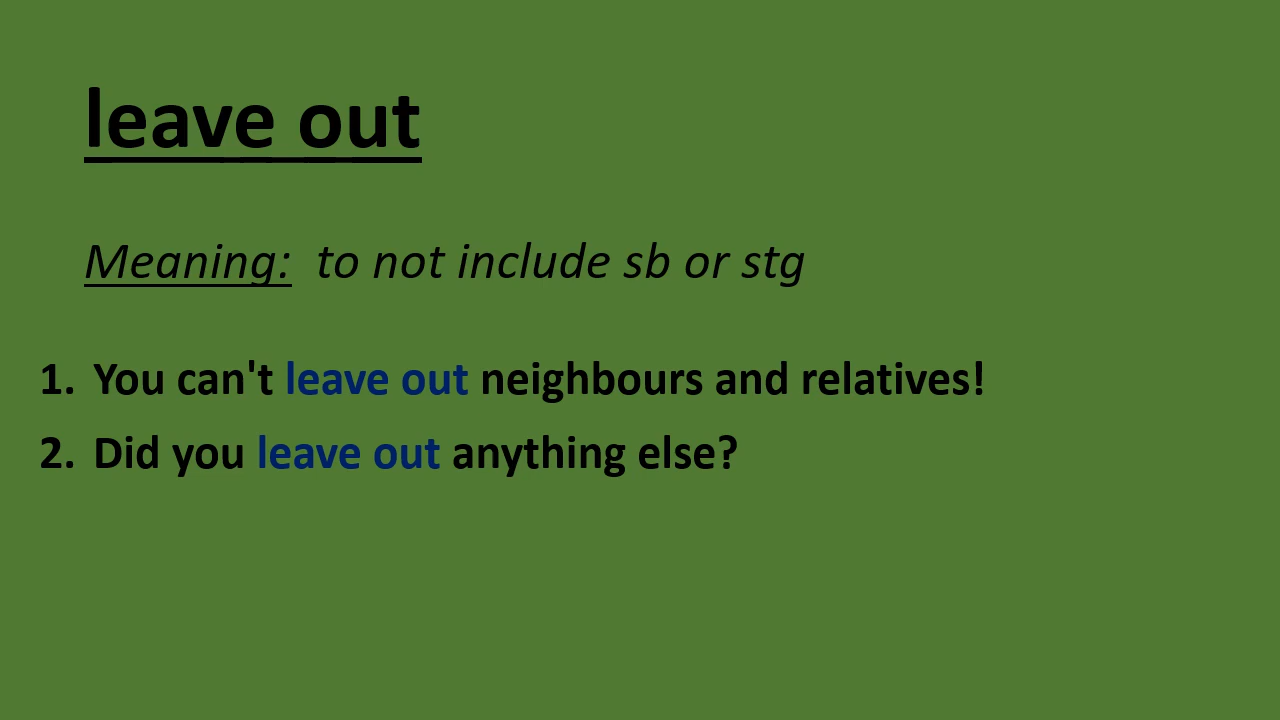 leave out
Meaning: to not include sb or stg
1. You can't leave out neighbours and relatives!
2. Did you leave out anything else?